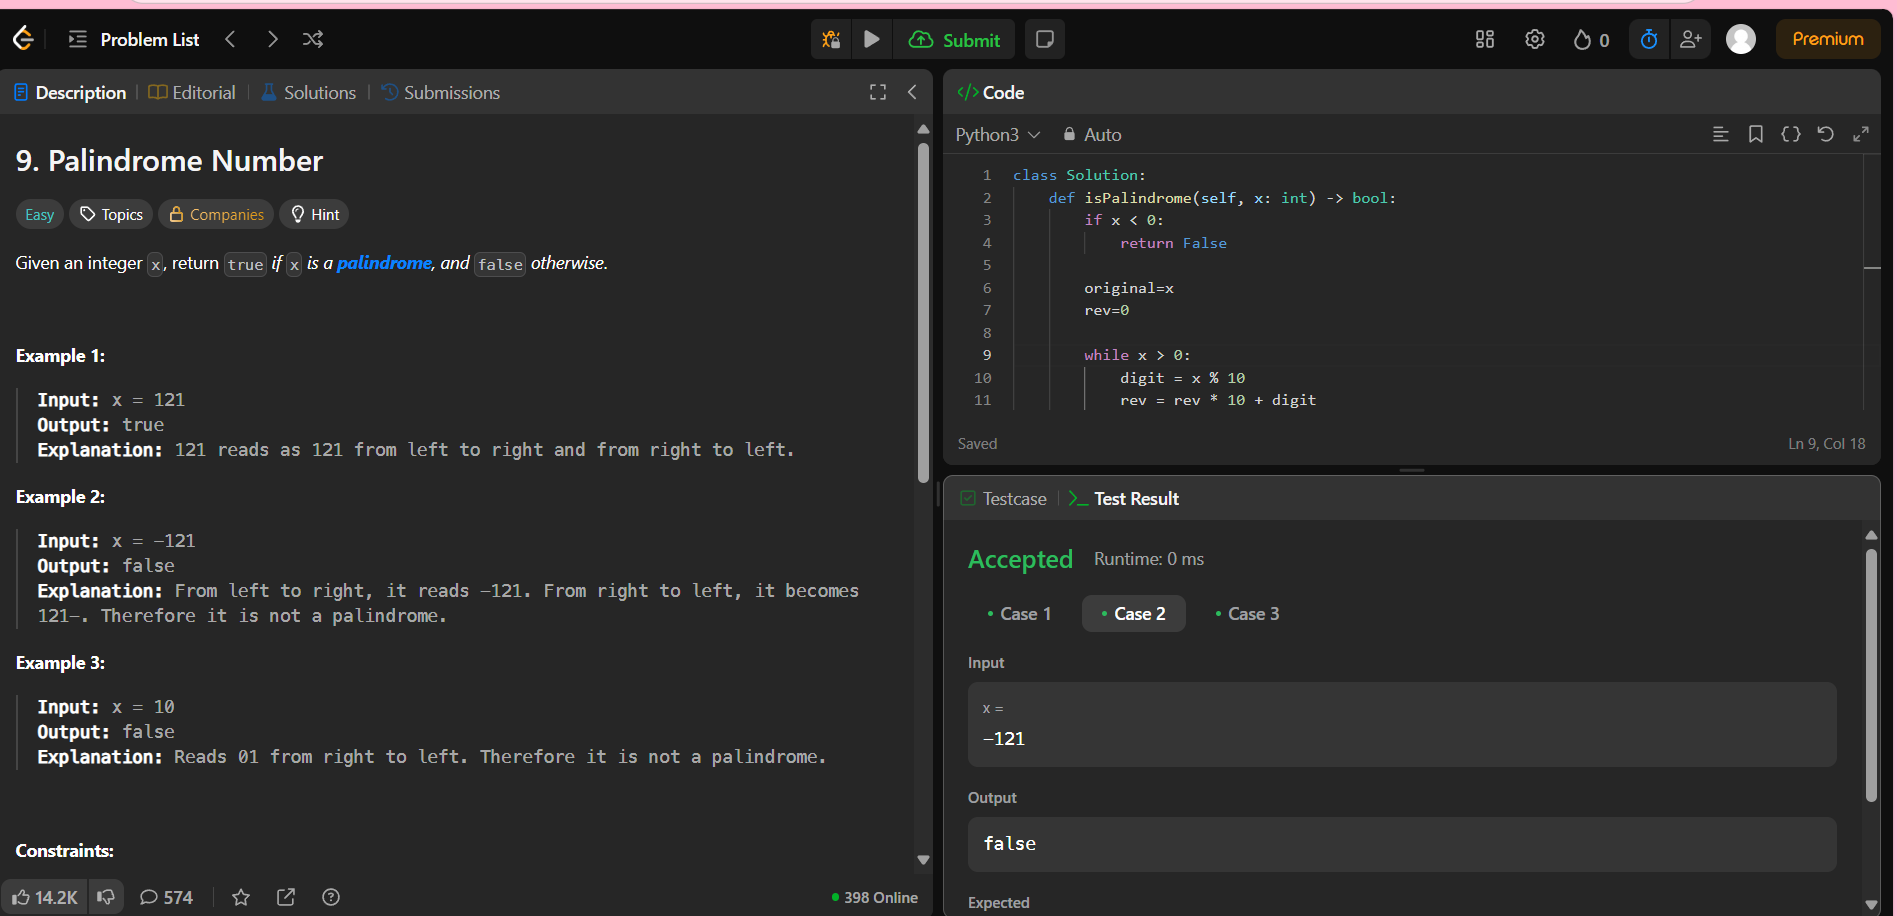 Problem List
Submit
0
Premium
Description
Editorial
Solutions
Submissions
9. Palindrome Number
Easy
Topics
Companies
Hint
Given an integer x, return true if x is a palindrome, and false otherwise.
Example 1:
Input: x = 121
Output: true
Explanation: 121 reads as 121 from left to right and from right to left.
Example 2:
Input: x = -121
Output: false
Explanation: From left to right, it reads -121. From right to left, it becomes
121-. Therefore it is not a palindrome.
Example 3:
Input: x = 10
Output: false
Explanation: Reads 01 from right to left. Therefore it is not a palindrome.
Constraints:
14.2K
574
398 Online
</> Code
Python3
Auto
1 class Solution:
2     def isPalindrome(self, x: int) -> bool:
3         if x < 0:
4             return False
5
6         original=x
7         rev=0
8
9         while x > 0:
10             digit = x % 10
11             rev = rev * 10 + digit
Saved
Ln 9, Col 18
Testcase
>_ Test Result
Accepted
Runtime: 0 ms
• Case 1
• Case 2
• Case 3
Input
x =
-121
Output
false
Expected